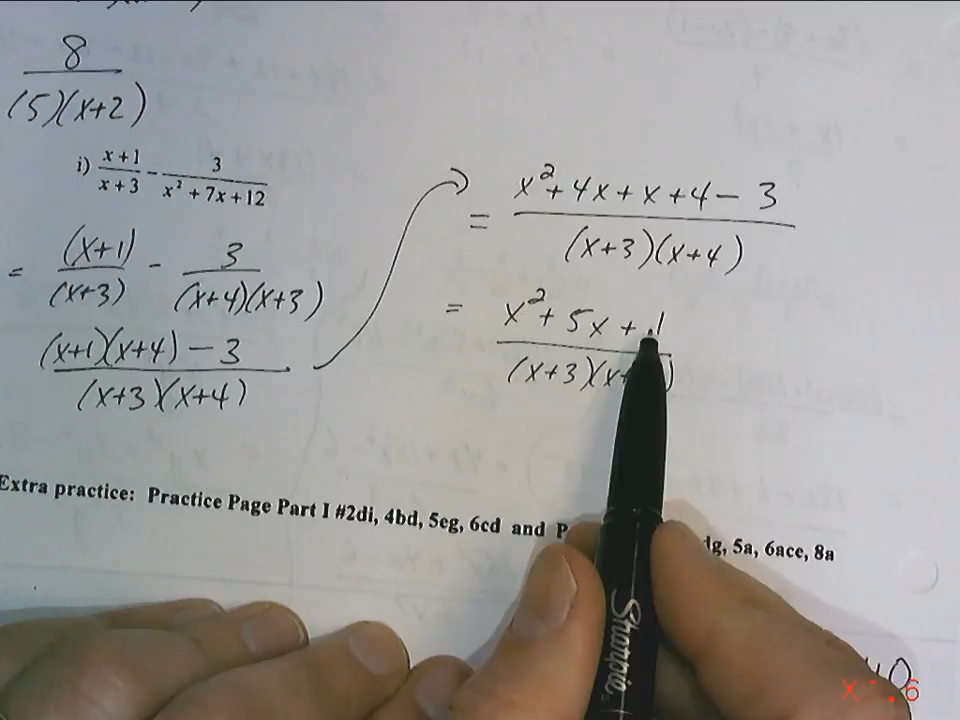 8
(5)(x+2)
i) x+1/x+3 - 3/x²+7x+12
= (x+1)/(x+3) - 3/(x+4)(x+3)
(x+1)(x+4) - 3
(x+3)(x+4)
= x²+4x+x+4-3
(x+3)(x+4)
= x²+5x+1
(x+3)(x+
Extra practice: Practice Page Part I #2di, 4bd, 5eg, 6cd and dg, 5a, 6ace, 8a
Sharpie